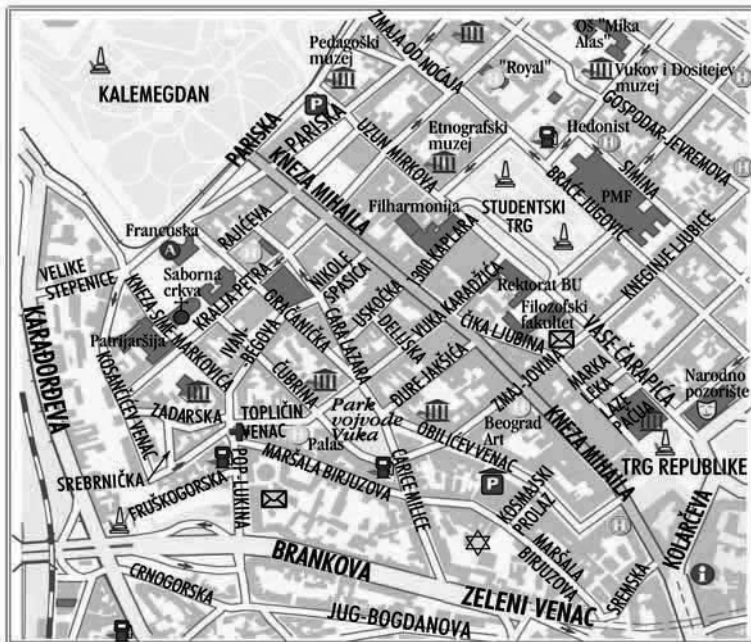 ZMAJA OD NOĆAJA
Oš. "Mika
Alas"
Pedagoški
muzej
"Royal"
Vukov i Dositejev
muzej
KALEMEGDAN
P
GOSPODAR JEVREMOVA
PARISKA
PARISKA
UZUN MIRKOVA
Etnografski
muzej
Hedonist
SIMINA
KNEZA MIHAILA
BRAĆE JUGOVIĆ
PMF
Filharmonija
STUDENTSKI
TRG
Francuska
A
RAJIĆEVA
1300 KAPLARA
KNEGINJE LJUBICE
VELIKE
STEPENICE
Saborna
crkva
KRALJA PETRA
NIKOLE
SPASIĆA
Rektorat BU
Filozofski
fakultet
KNEZA SIME MARKOVIĆA
GRAČANIČKA
USKOČKA
VUKA KARADŽIĆA
ČIKA LJUBINA
VASE ČARAPIĆA
Patrijaršija
IVAN-
BEGOVA
CARA LAZARA
DELIJSKA
KARAĐORĐEVA
KOSANČIĆEV VENAC
ČUBRINA
ĐURE JAKŠIĆA
ZMAJ-JOVINA
MARKA
LEKA
LAZE
PAČUA
Narodno
pozorište
ZADARSKA
TOPLIČIN
VENAC
Park
vojvode
Vuka
Palas
OBILIĆEV VENAC
Beograd
Art
KNEZA MIHAILA
TRG REPUBLIKE
SREBRNIČKA
FRUŠKOGORSKA
POP-LUKINA
MARŠALA BIRJUZOVA
CARICE MILICE
P
KOSMAJSKI
PROLAZ
KOLARČEVA
H
MARŠALA
BIRJUZOVA
BRANKOVA
SREMSKA
i
CRNOGORSKA
ZELENI VENAC
JUG-BOGDANOVA